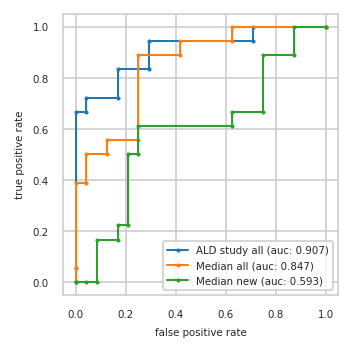 1.0
0.8
0.6
0.4
0.2
0.0
true positive rate
ALD study all (auc: 0.907)
Median all (auc: 0.847)
Median new (auc: 0.593)
0.0 0.2 0.4 0.6 0.8 1.0
false positive rate